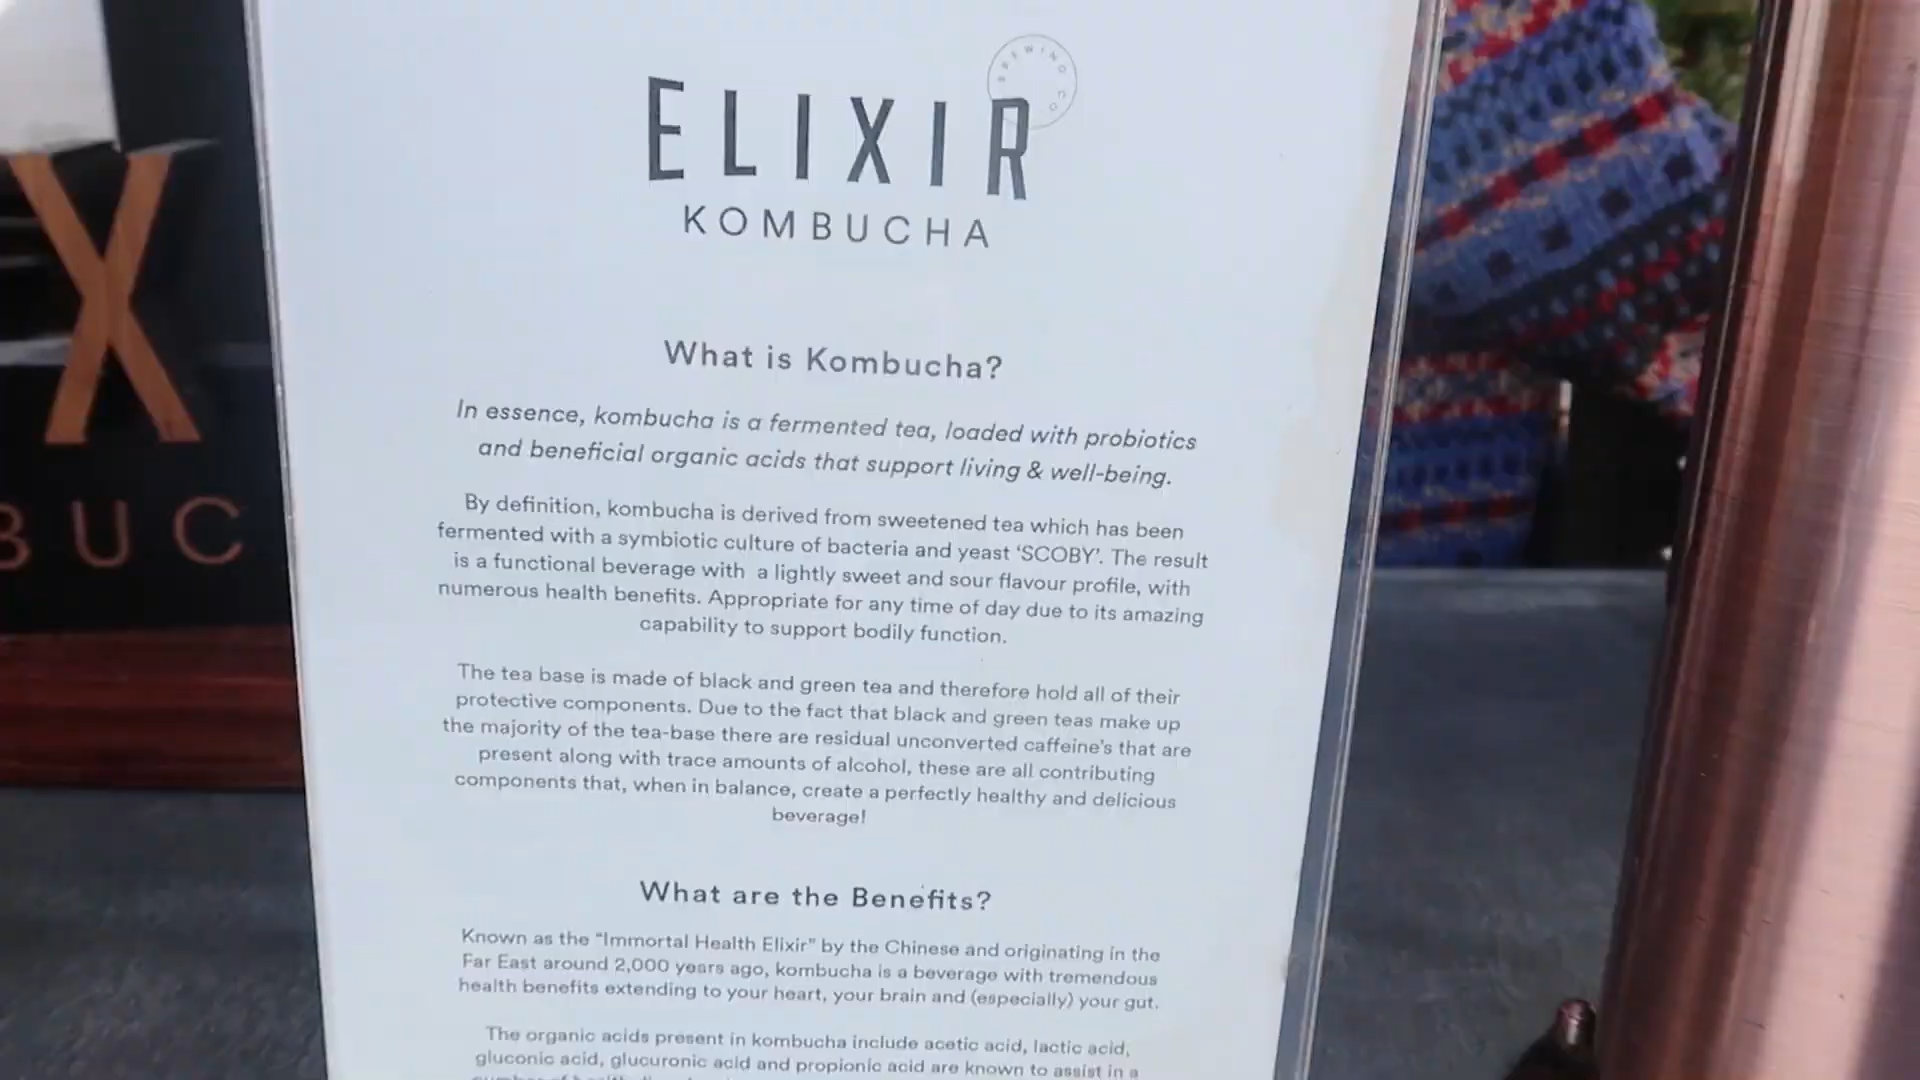 BREWING CO
ELIXIR
KOMBUCHA
What is Kombucha?
In essence, kombucha is a fermented tea, loaded with probiotics
and beneficial organic acids that support living & well-being.
By definition, kombucha is derived from sweetened tea which has been
fermented with a symbiotic culture of bacteria and yeast ‘SCOBY’. The result
is a functional beverage with a lightly sweet and sour flavour profile, with
numerous health benefits. Appropriate for any time of day due to its amazing
capability to support bodily function.
The tea base is made of black and green tea and therefore hold all of their
protective components. Due to the fact that black and green teas make up
the majority of the tea-base there are residual unconverted caffeine's that are
present along with trace amounts of alcohol, these are all contributing
components that, when in balance, create a perfectly healthy and delicious
beverage!
What are the Benefits?
Known as the “Immortal Health Elixir” by the Chinese and originating in the
Far East around 2,000 years ago, kombucha is a beverage with tremendous
health benefits extending to your heart, your brain and (especially) your gut.
The organic acids present in kombucha include acetic acid, lactic acid,
gluconic acid, glucuronic acid and propionic acid are known to assist in a
X
BUC